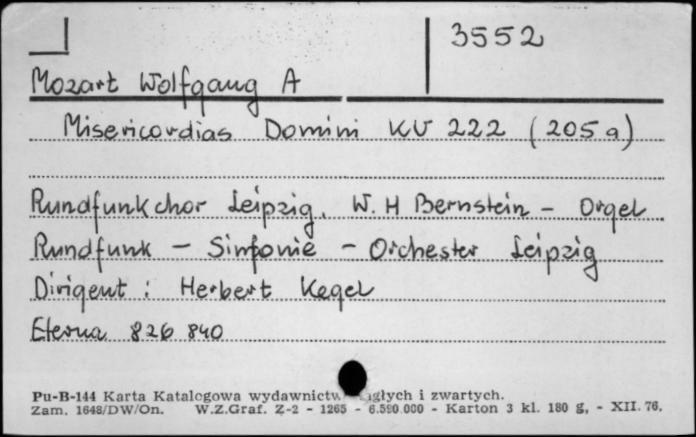 3552
Mozart Wolfgang A
Misericordias Domini KV 222 (205a)
Rundfunkchor Leipzig, W. H Bernstein - Orgel
Rundfunk - Sinfonie - Orchester Leipzig
Dirigent : Herbert Kegel
Eterna 826 840
Pu-B-144 Karta Katalogowa wydawnictw głych i zwartych.
Zam. 1648/DW/On. W.Z.Graf. Z-2 - 1265 - 6.590.000 - Karton 3 kl. 180 g, - XII. 76.